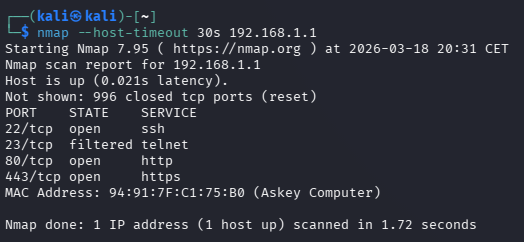 ┌──(kali㉿kali)-[~]
└─$ nmap --host-timeout 30s 192.168.1.1
Starting Nmap 7.95 ( https://nmap.org ) at 2026-03-18 20:31 CET
Nmap scan report for 192.168.1.1
Host is up (0.021s latency).
Not shown: 996 closed tcp ports (reset)
PORT    STATE    SERVICE
22/tcp  open     ssh
23/tcp  filtered telnet
80/tcp  open     http
443/tcp open     https
MAC Address: 94:91:7F:C1:75:B0 (Askey Computer)

Nmap done: 1 IP address (1 host up) scanned in 1.72 seconds